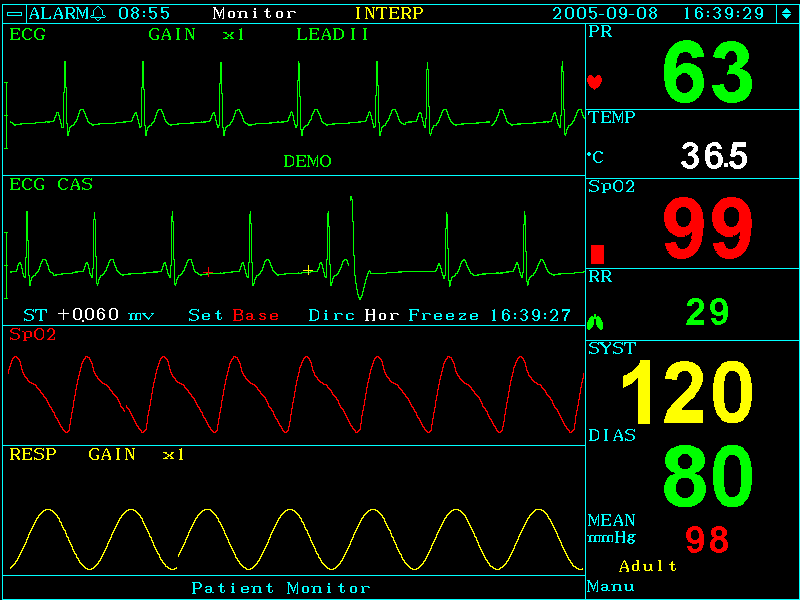 ALARM 08:55 Monitor INTERP 2005-09-08 16:39:29
ECG GAIN x1 LEAD II
DEMO
PR
63
TEMP
°C 36.5
ECG CAS
SpO2
99
ST +0.060 mv Set Base Dirc Hor Freeze 16:39:27
RR
29
SpO2
SYST
120
DIAS
80
RESP GAIN x1
MEAN
mmHg 98
Adult
Patient Monitor
Manu